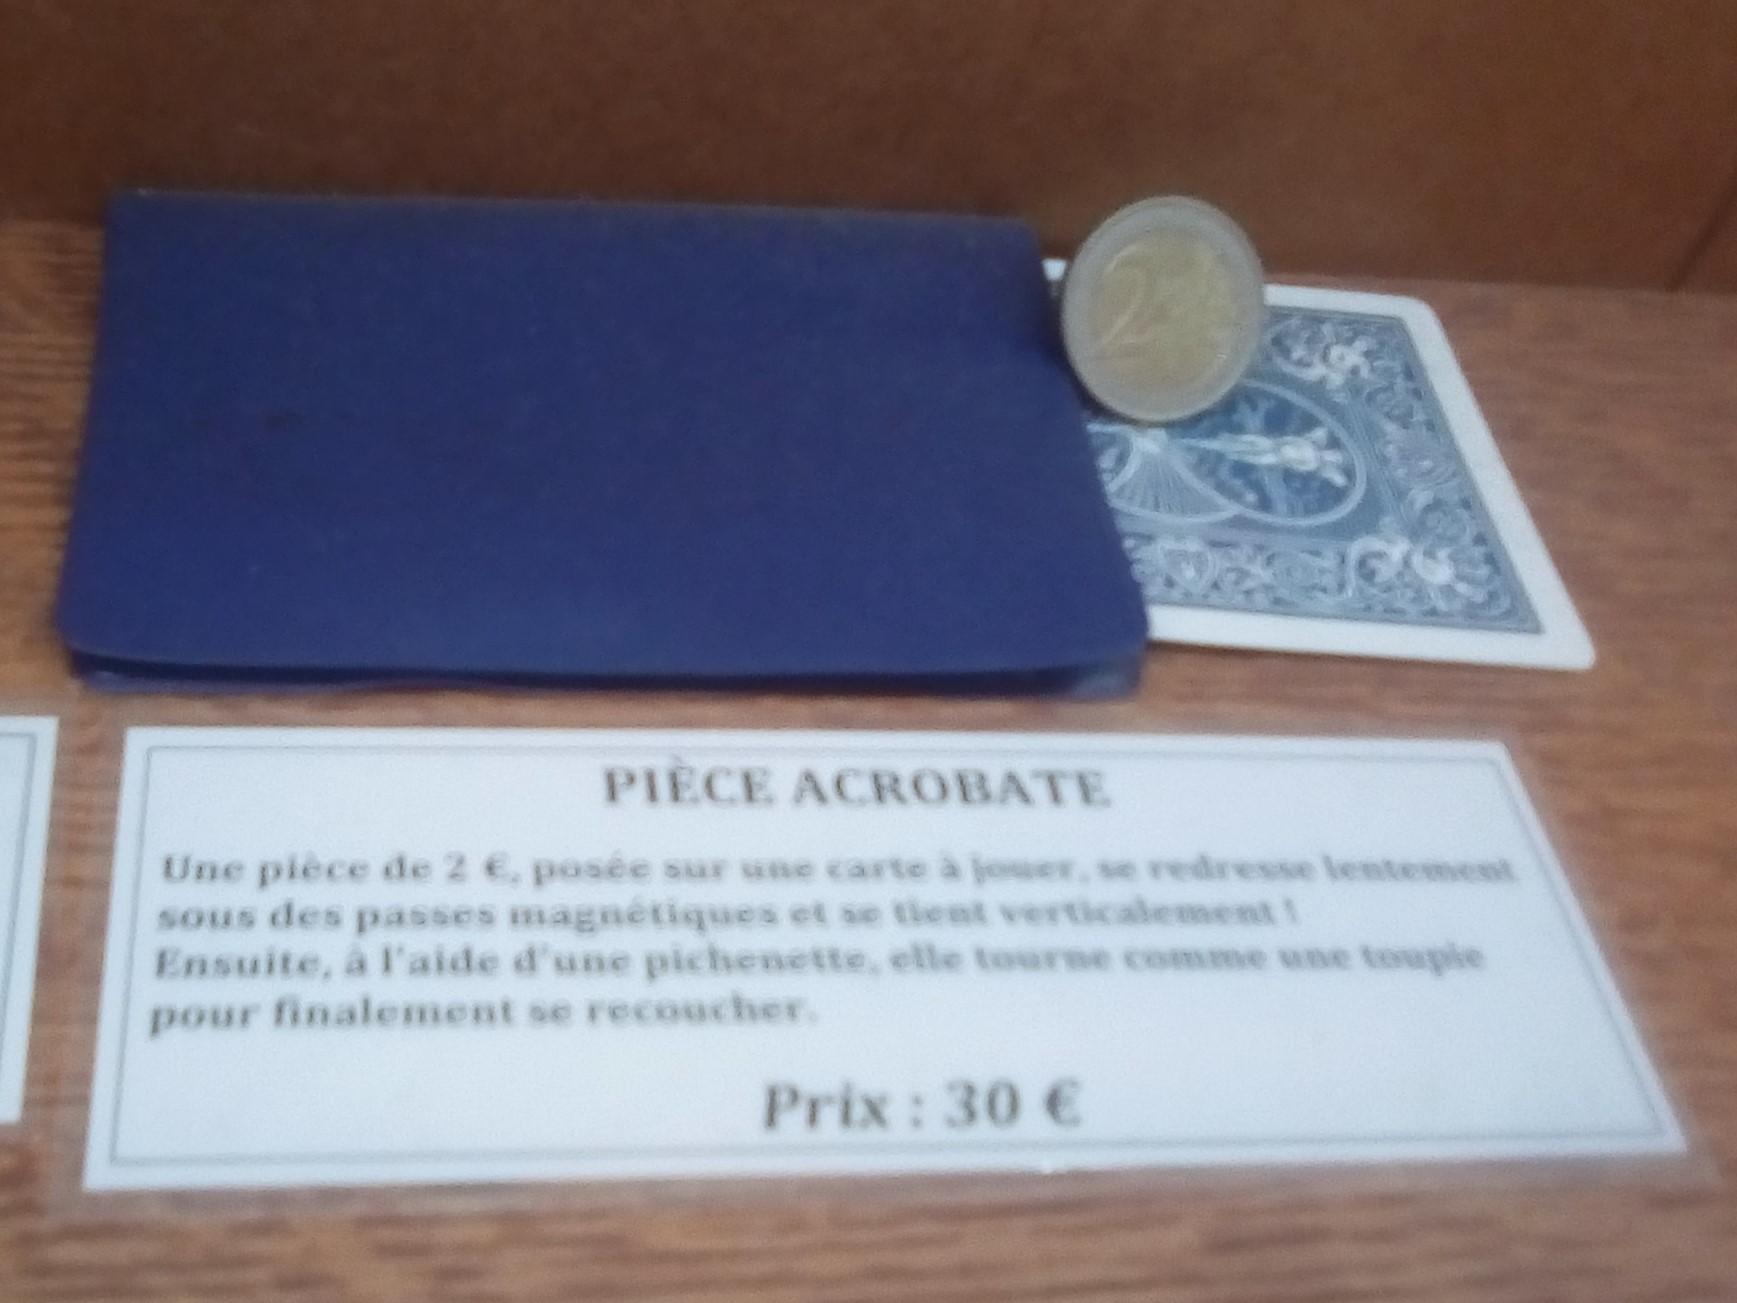 2
PIÈCE ACROBATE
Une pièce de 2 €, posée sur une carte à jouer, se redresse lentement
sous des passes magnétiques et se tient verticalement !
Ensuite, à l'aide d'une pichenette, elle tourne comme une toupie
pour finalement se recoucher.
Prix : 30 €